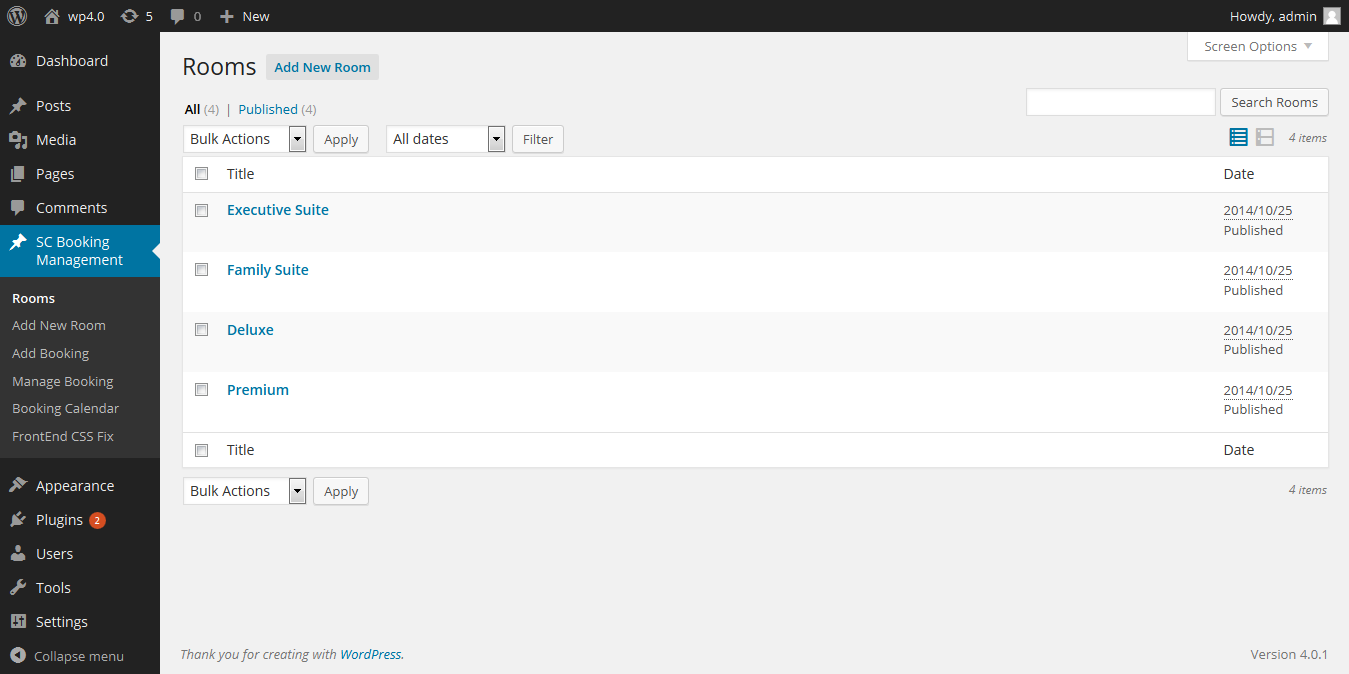 wp4.0 5 0 New Howdy, admin
Screen Options
Dashboard
Posts
Media
Pages
Comments
SC Booking
Management
Rooms
Add New Room
Add Booking
Manage Booking
Booking Calendar
FrontEnd CSS Fix
Appearance
Plugins 2
Users
Tools
Settings
Collapse menu
Rooms Add New Room
All (4) | Published (4)
Search Rooms
Bulk Actions Apply All dates Filter 4 items
Title Date
Executive Suite 2014/10/25
Published
Family Suite 2014/10/25
Published
Deluxe 2014/10/25
Published
Premium 2014/10/25
Published
Title Date
Bulk Actions Apply 4 items
Thank you for creating with WordPress. Version 4.0.1